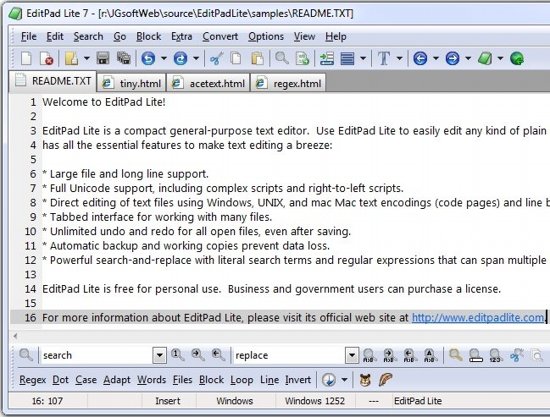 EditPad Lite 7 - [r:\JGsoftWeb\source\EditPadLite\samples\README.TXT]
File Edit Search Go Block Extra Convert Options View Help
README.TXT tiny.html acetext.html regex.html
1 Welcome to EditPad Lite!
2
3 EditPad Lite is a compact general-purpose text editor.  Use EditPad Lite to easily edit any kind of plain
4 has all the essential features to make text editing a breeze:
5
6 * Large file and long line support.
7 * Full Unicode support, including complex scripts and right-to-left scripts.
8 * Direct editing of text files using Windows, UNIX, and mac Mac text encodings (code pages) and line b
9 * Tabbed interface for working with many files.
10 * Unlimited undo and redo for all open files, even after saving.
11 * Automatic backup and working copies prevent data loss.
12 * Powerful search-and-replace with literal search terms and regular expressions that can span multiple
13
14 EditPad Lite is free for personal use.  Business and government users can purchase a license.
15
16 For more information about EditPad Lite, please visit its official web site at http://www.editpadlite.com.
search replace
Regex Dot Case Adapt Words Files Block Loop Line Invert
16: 107 Insert Windows Windows 1252 --- EditPad Lite